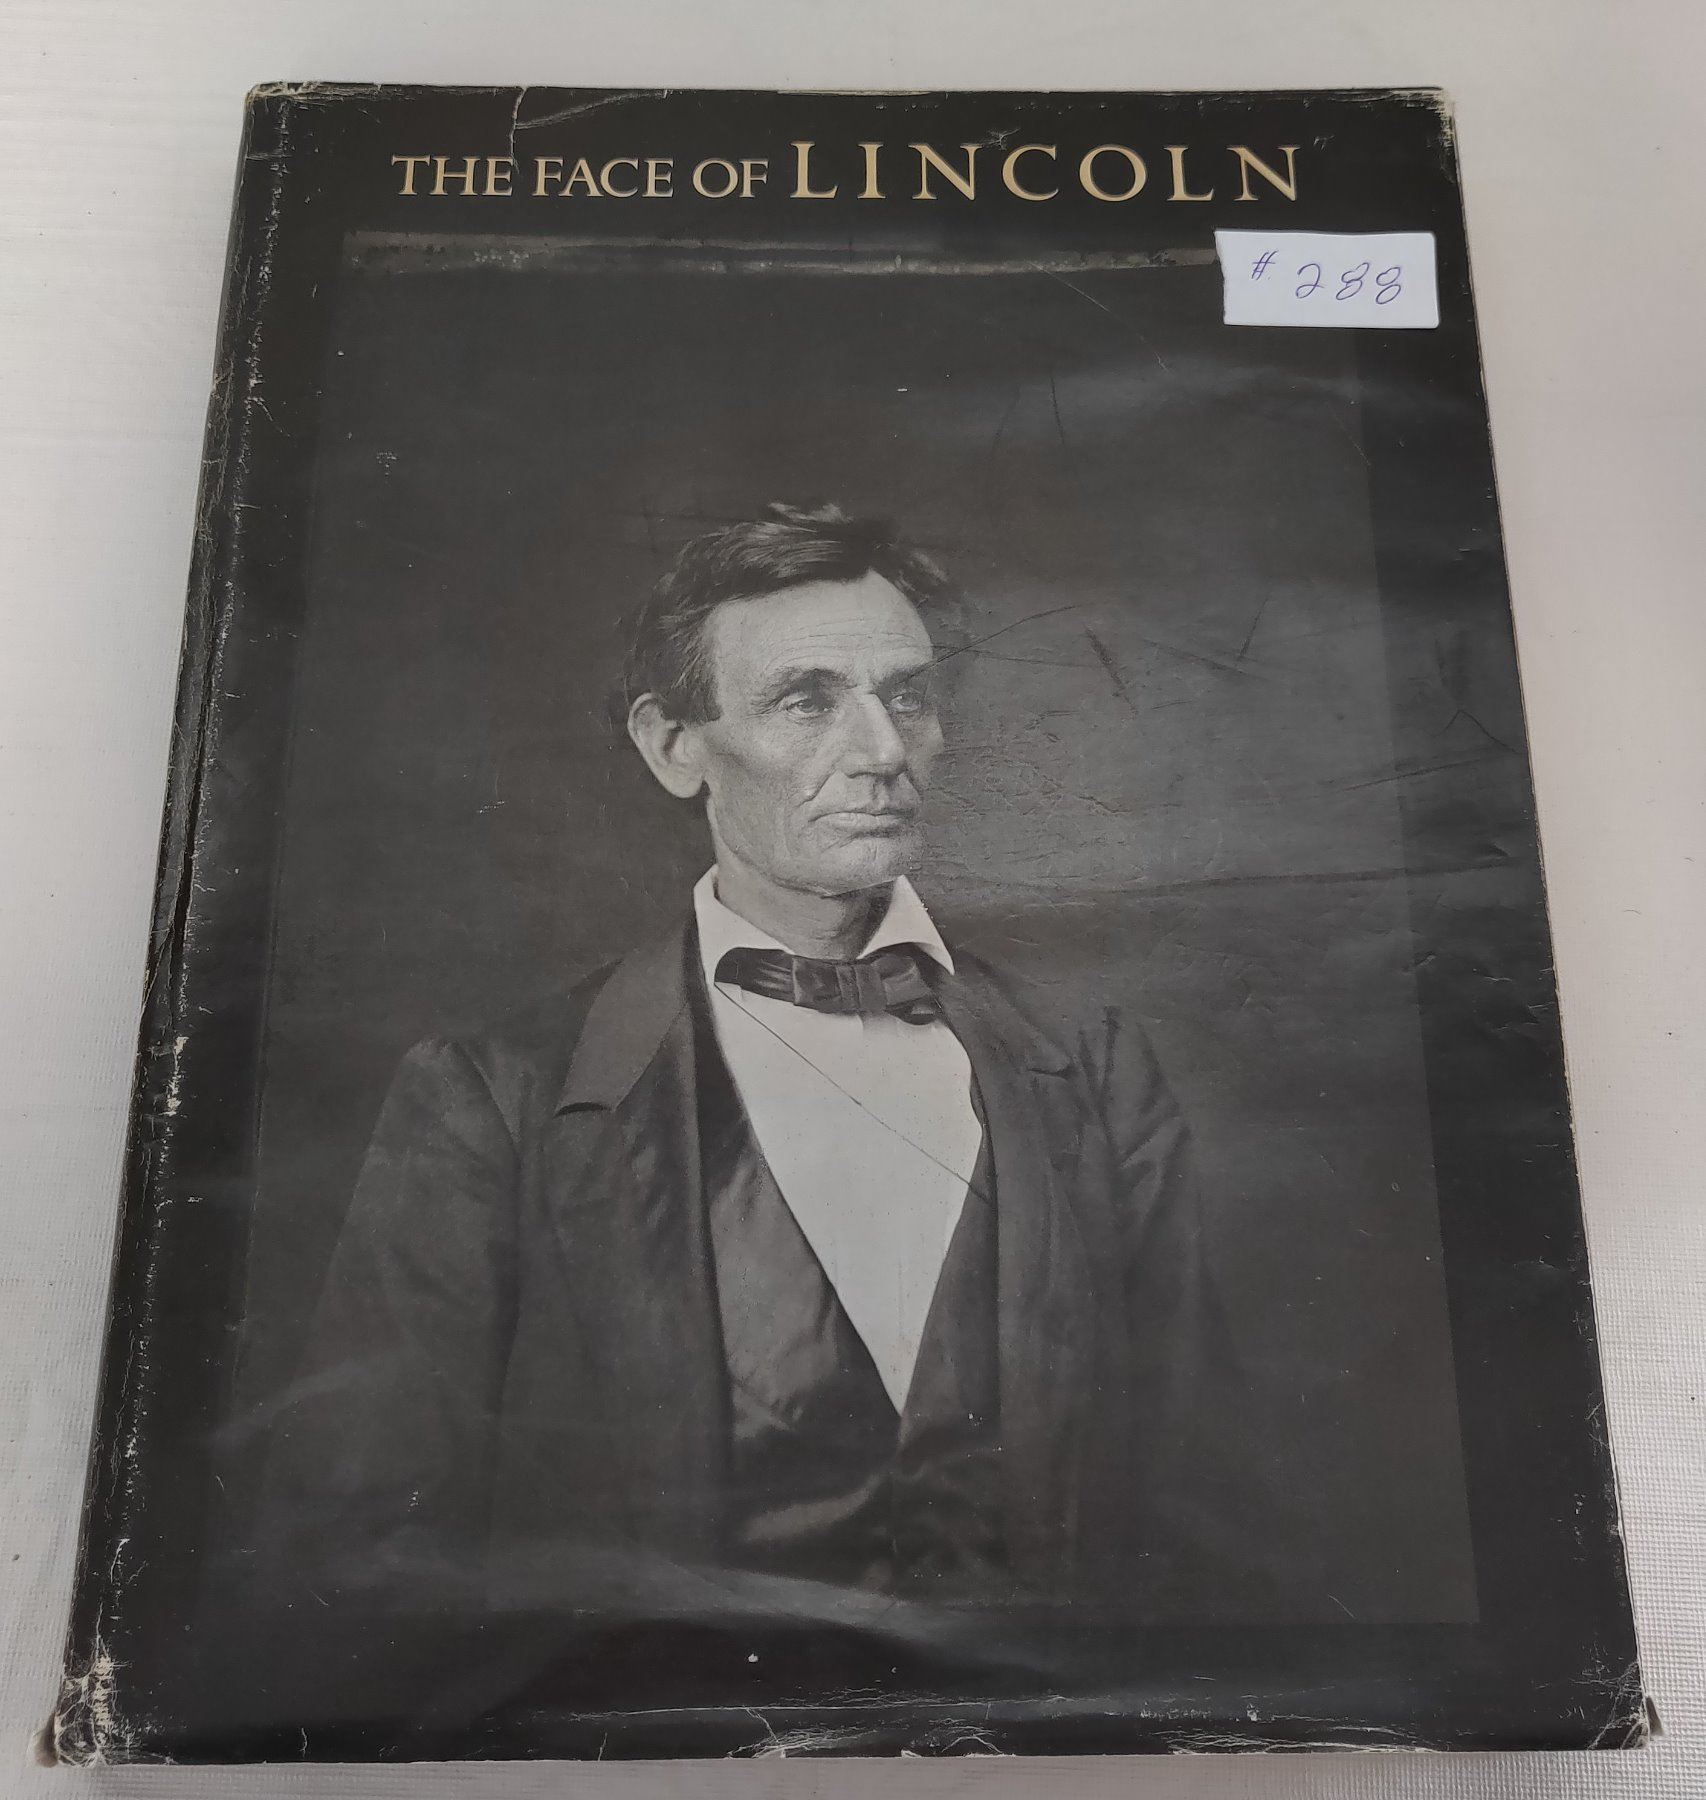 THE FACE OF LINCOLN
# 288